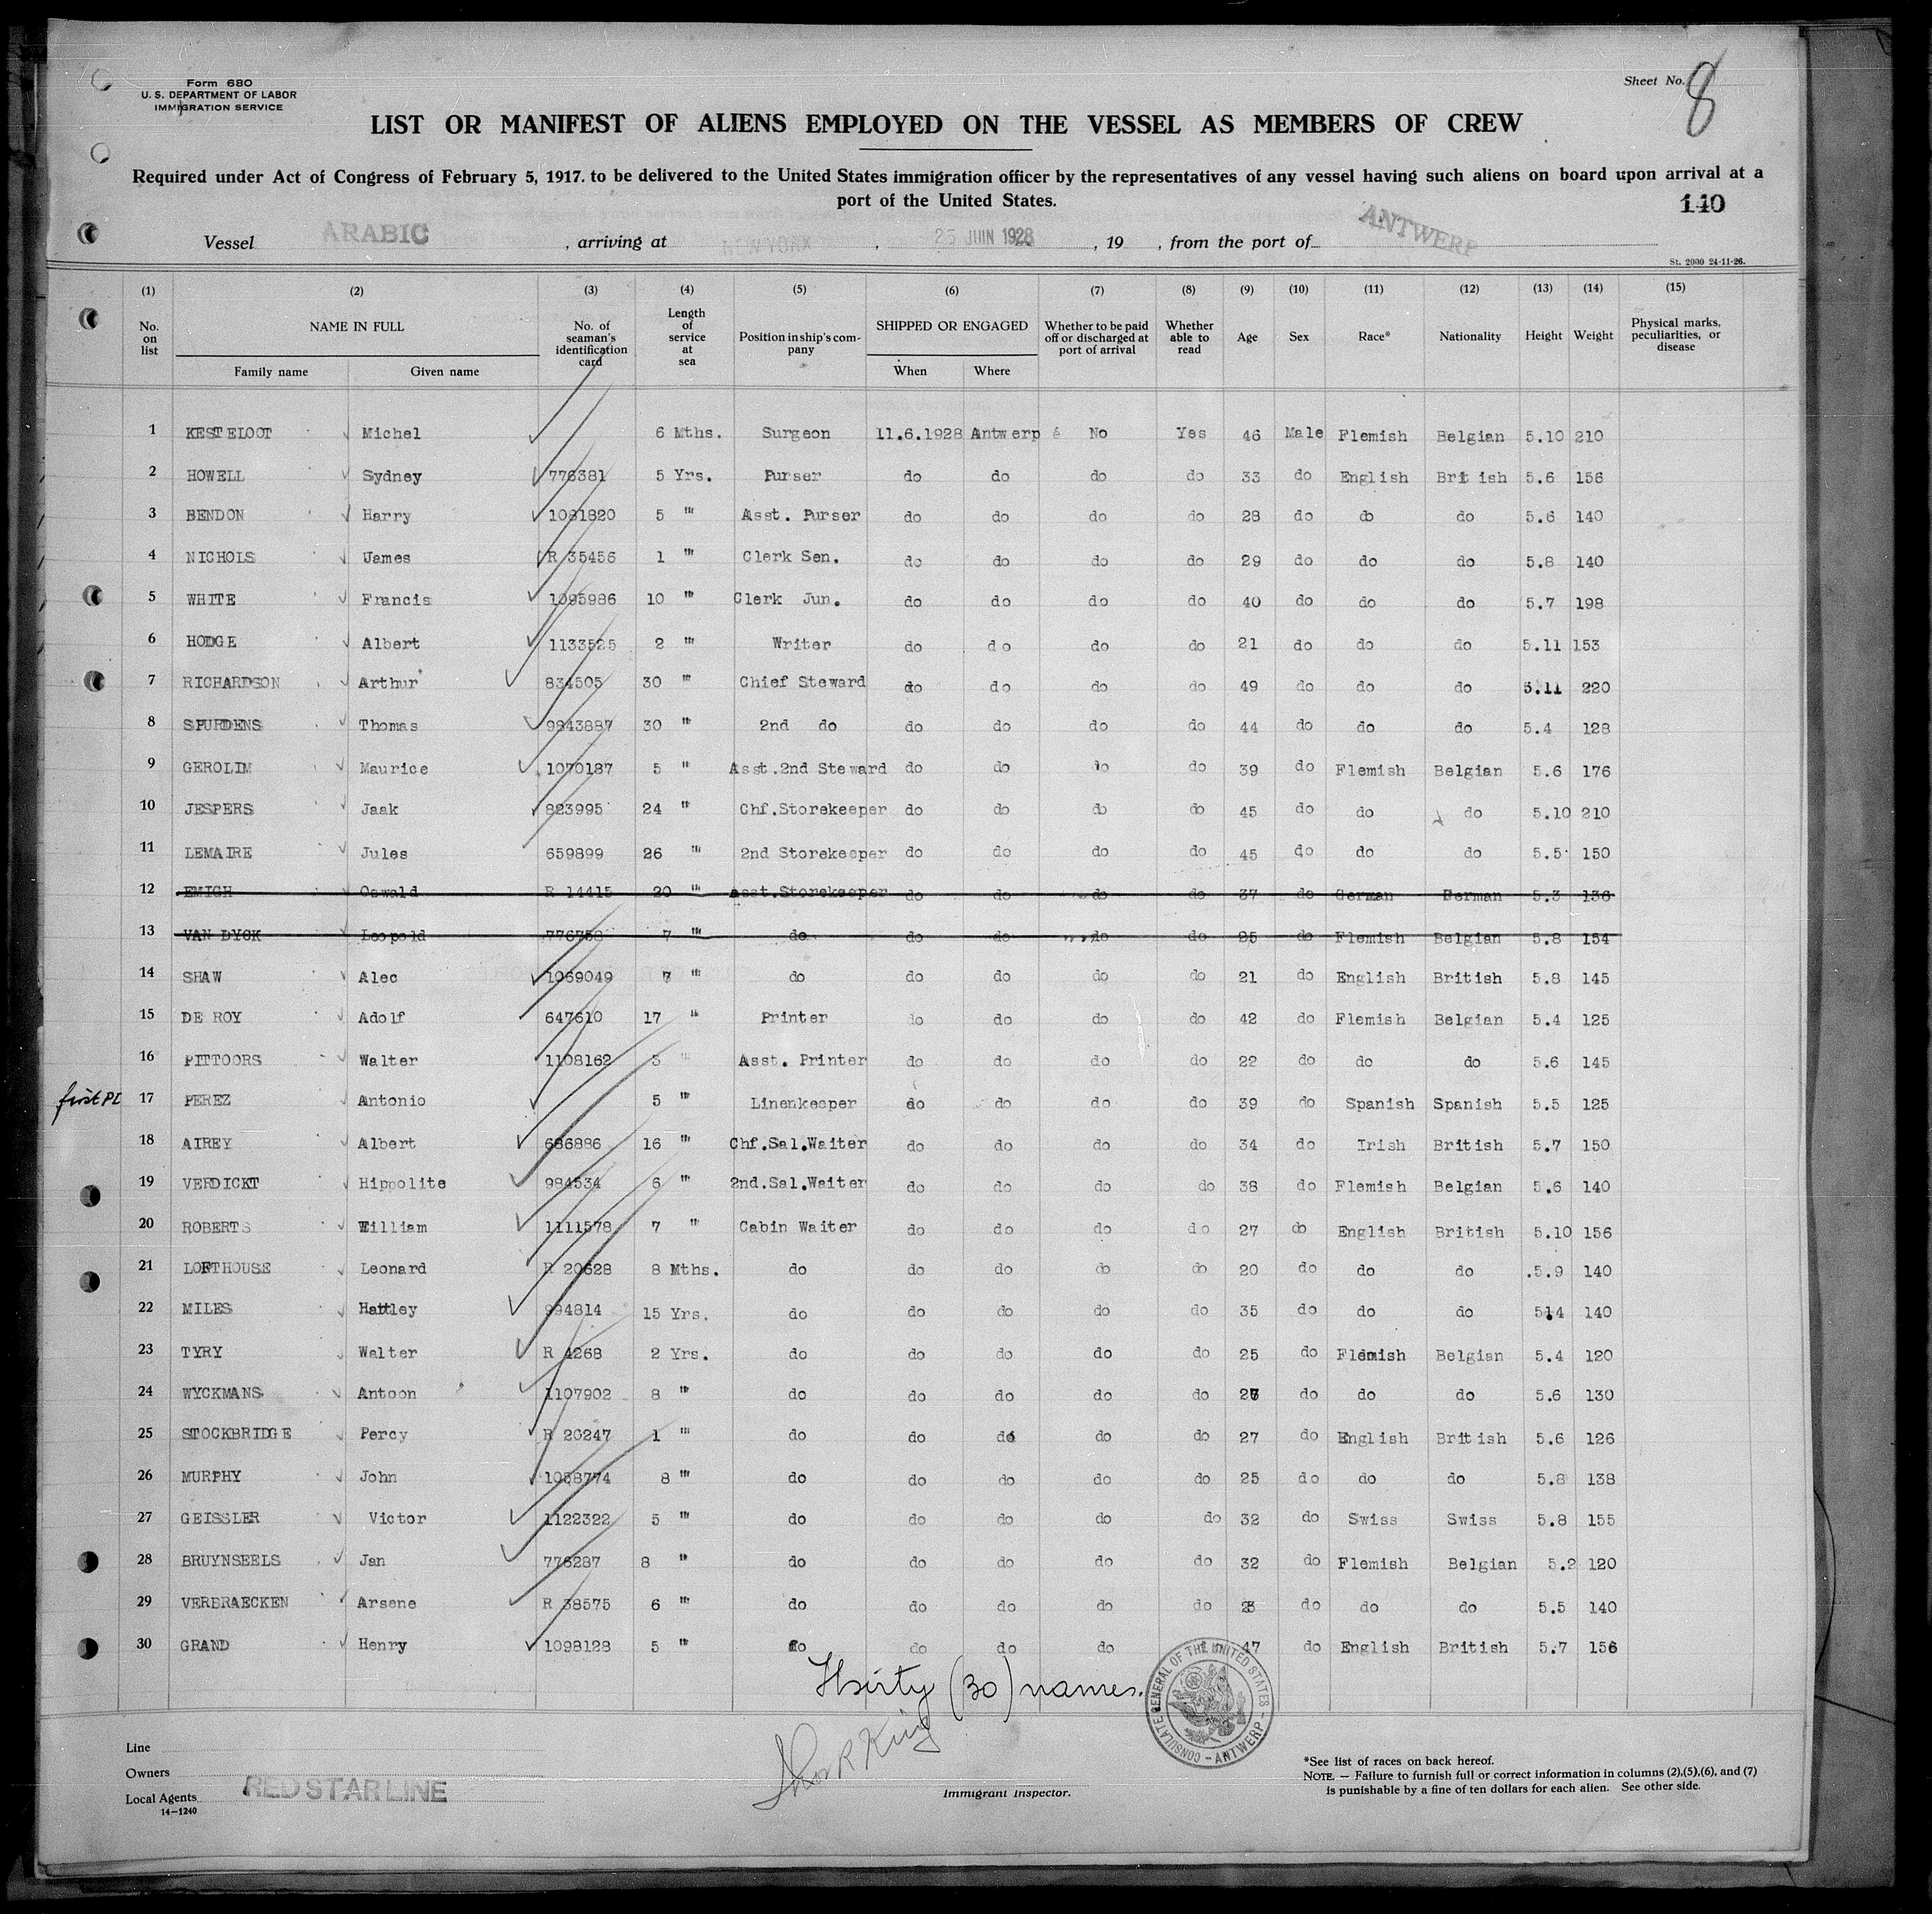 Form 680
U. S. DEPARTMENT OF LABOR
IMMIGRATION SERVICE
Sheet No. 8
LIST OR MANIFEST OF ALIENS EMPLOYED ON THE VESSEL AS MEMBERS OF CREW
Required under Act of Congress of February 5, 1917. to be delivered to the United States immigration officer by the representatives of any vessel having such aliens on board upon arrival at a
port of the United States.
140
Vessel ARABIC , arriving at NEW YORK , 25 JUIN 1928 , 19 , from the port of ANTWERP
St. 2000 24-11-26.
(1) (2) (3) (4) (5) (6) (7) (8) (9) (10) (11) (12) (13) (14) (15)
No. on list NAME IN FULL No. of seaman's identification card Length of service at sea Position in ship's company SHIPPED OR ENGAGED Whether to be paid off or discharged at port of arrival Whether able to read Age Sex Race* Nationality Height Weight Physical marks, peculiarities, or disease
Family name Given name When Where
1 KESTELOOT Michel 6 Mths. Surgeon 11.6.1928 Antwerp No Yes 46 Male Flemish Belgian 5.10 210
2 HOWELL Sydney 776381 5 Yrs. Purser do do do do 33 do English British 5.6 156
3 BENDON Harry 1081820 5 " Asst. Purser do do do do 28 do do do 5.6 140
4 NICHOLS James R 35456 1 " Clerk Sen. do do do do 29 do do do 5.8 140
5 WHITE Francis 1095986 10 " Clerk Jun. do do do do 40 do do do 5.7 198
6 HODGE Albert 1133525 2 " Writer do do do do 21 do do do 5.11 153
7 RICHARDSON Arthur 834505 30 " Chief Steward do do do do 49 do do do 5.11 220
8 SPURDENS Thomas 9843887 30 " 2nd do do do do do 44 do do do 5.4 128
9 GEROLIM Maurice 1070187 5 " Asst.2nd Steward do do do do 39 do Flemish Belgian 5.6 176
10 JESPERS Jaak 823995 24 " Chf.Storekeeper do do do do 45 do do do 5.10 210
11 LEMAIRE Jules 659899 26 " 2nd Storekeeper do do do do 45 do do do 5.5 150
12 EMIGH Oswald R 14415 20 " Asst.Storekeeper do do do do 37 do German German 5.3 136
13 VAN DYCK Leopold 776758 7 " do do do do do 25 do Flemish Belgian 5.8 154
14 SHAW Alec 1069049 7 " do do do do do 21 do English British 5.8 145
15 DE ROY Adolf 647610 17 " Printer do do do do 42 do Flemish Belgian 5.4 125
16 PITTOORS Walter 1108162 5 " Asst. Printer do do do do 22 do do do 5.6 145
first PL 17 PEREZ Antonio 5 " Linenkeeper do do do do 39 do Spanish Spanish 5.5 125
18 AIREY Albert 686886 16 " Chf.Sal.Waiter do do do do 34 do Irish British 5.7 150
19 VERDICKT Hippolite 984534 6 " 2nd.Sal.Waiter do do do do 38 do Flemish Belgian 5.6 140
20 ROBERTS William 1111578 7 " Cabin Waiter do do do do 27 do English British 5.10 156
21 LOFTHOUSE Leonard R 20628 8 Mths. do do do do do 20 do do do 5.9 140
22 MILES Hattley 994814 15 Yrs. do do do do do 35 do do do 5.4 140
23 TYRY Walter R 4268 2 Yrs. do do do do do 25 do Flemish Belgian 5.4 120
24 WYCKMANS Antoon 1107902 8 " do do do do do do do do 5.6 130
25 STOCKBRIDGE Percy R 20247 1 " do do do do do 27 do English British 5.6 126
26 MURPHY John 1058774 8 " do do do do do 25 do do do 5.8 138
27 GEISSLER Victor 1122322 5 " do do do do do 32 do Swiss Swiss 5.8 155
28 BRUYNSEELS Jan 776287 8 " do do do do do 32 do Flemish Belgian 5.2 120
29 VERBRAECKEN Arsene R 38575 6 " do do do do do do do do 5.5 140
30 GRAND Henry 1098128 5 " do do do do 47 do English British 5.7 156
Thirty (30) names.
CONSULATE GENERAL OF THE UNITED STATES - ANTWERP -
Line
Owners
Local Agents RED STAR LINE
14—1240
Immigrant Inspector.
*See list of races on back hereof.
NOTE. — Failure to furnish full or correct information in columns (2),(5),(6), and (7)
is punishable by a fine of ten dollars for each alien. See other side.